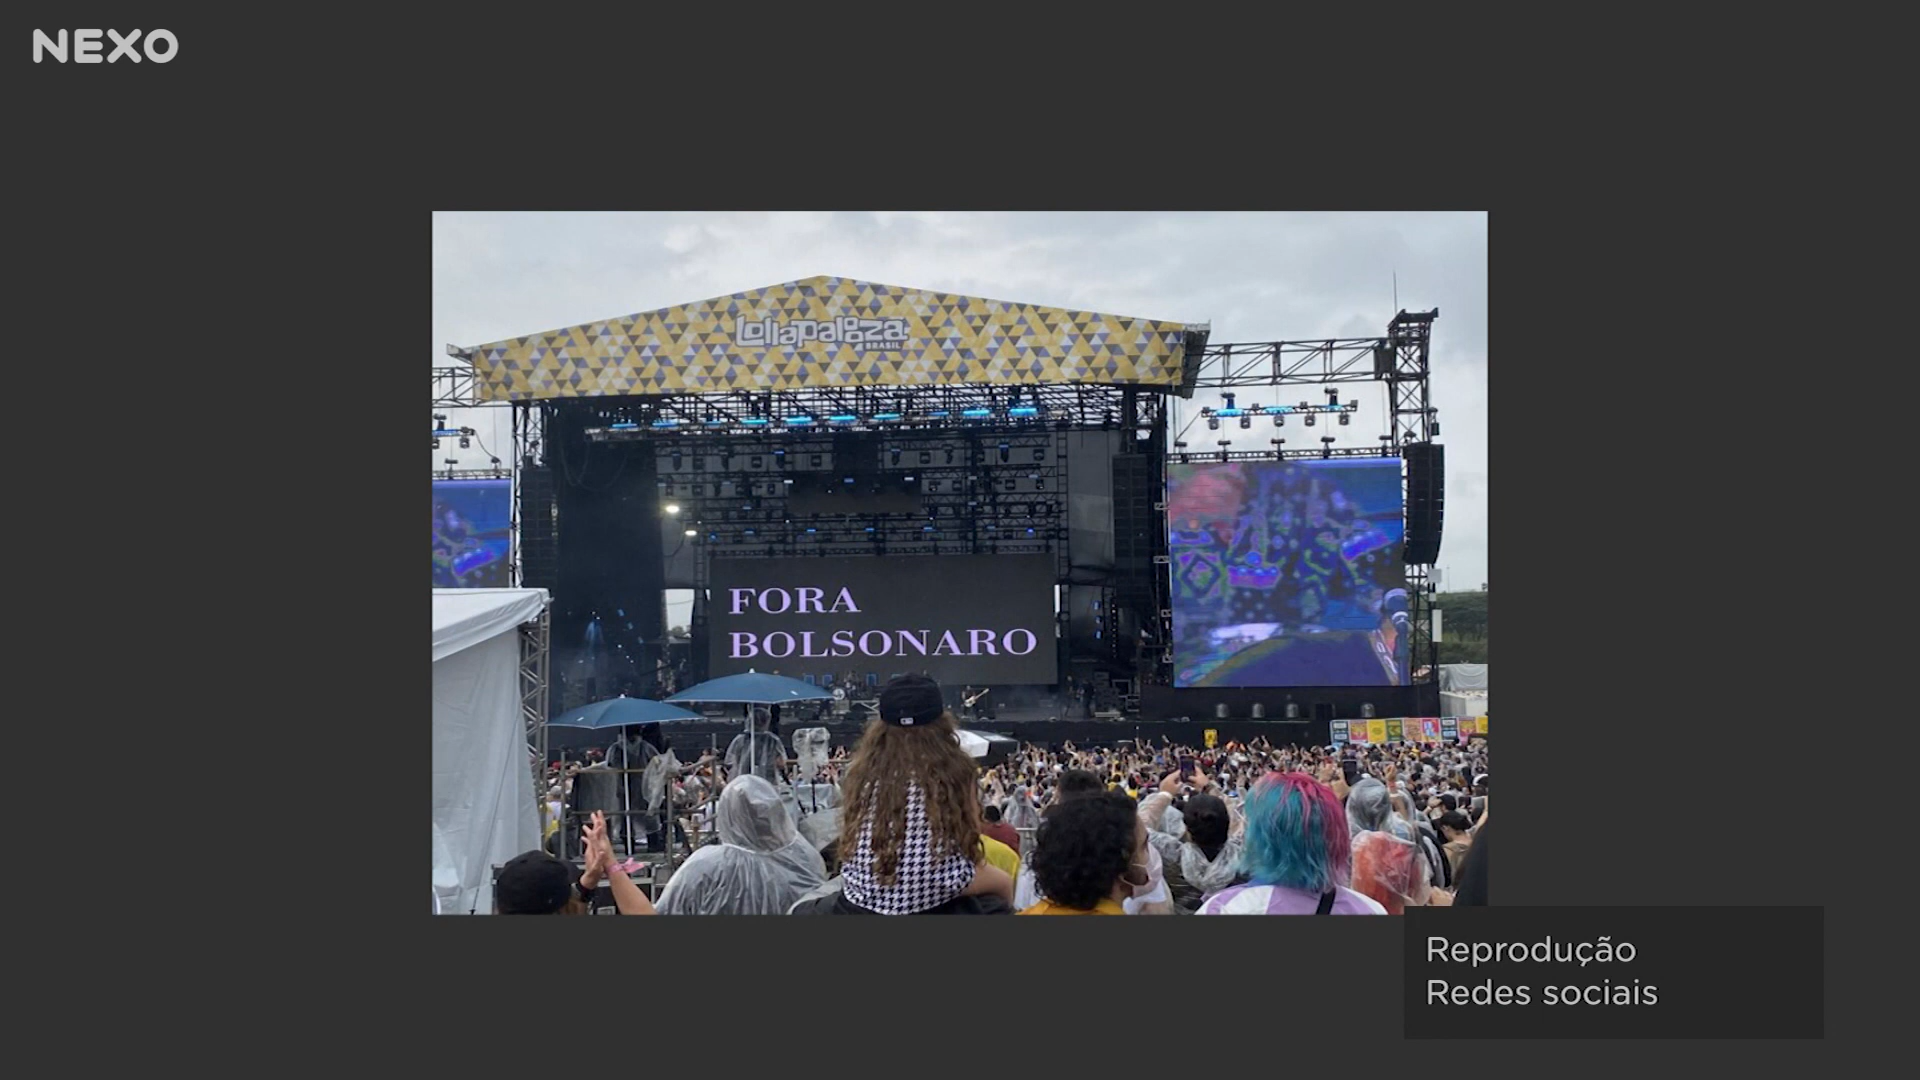 NEXO
Lollapalooza
BRASIL
FORA
BOLSONARO
Reprodução
Redes sociais